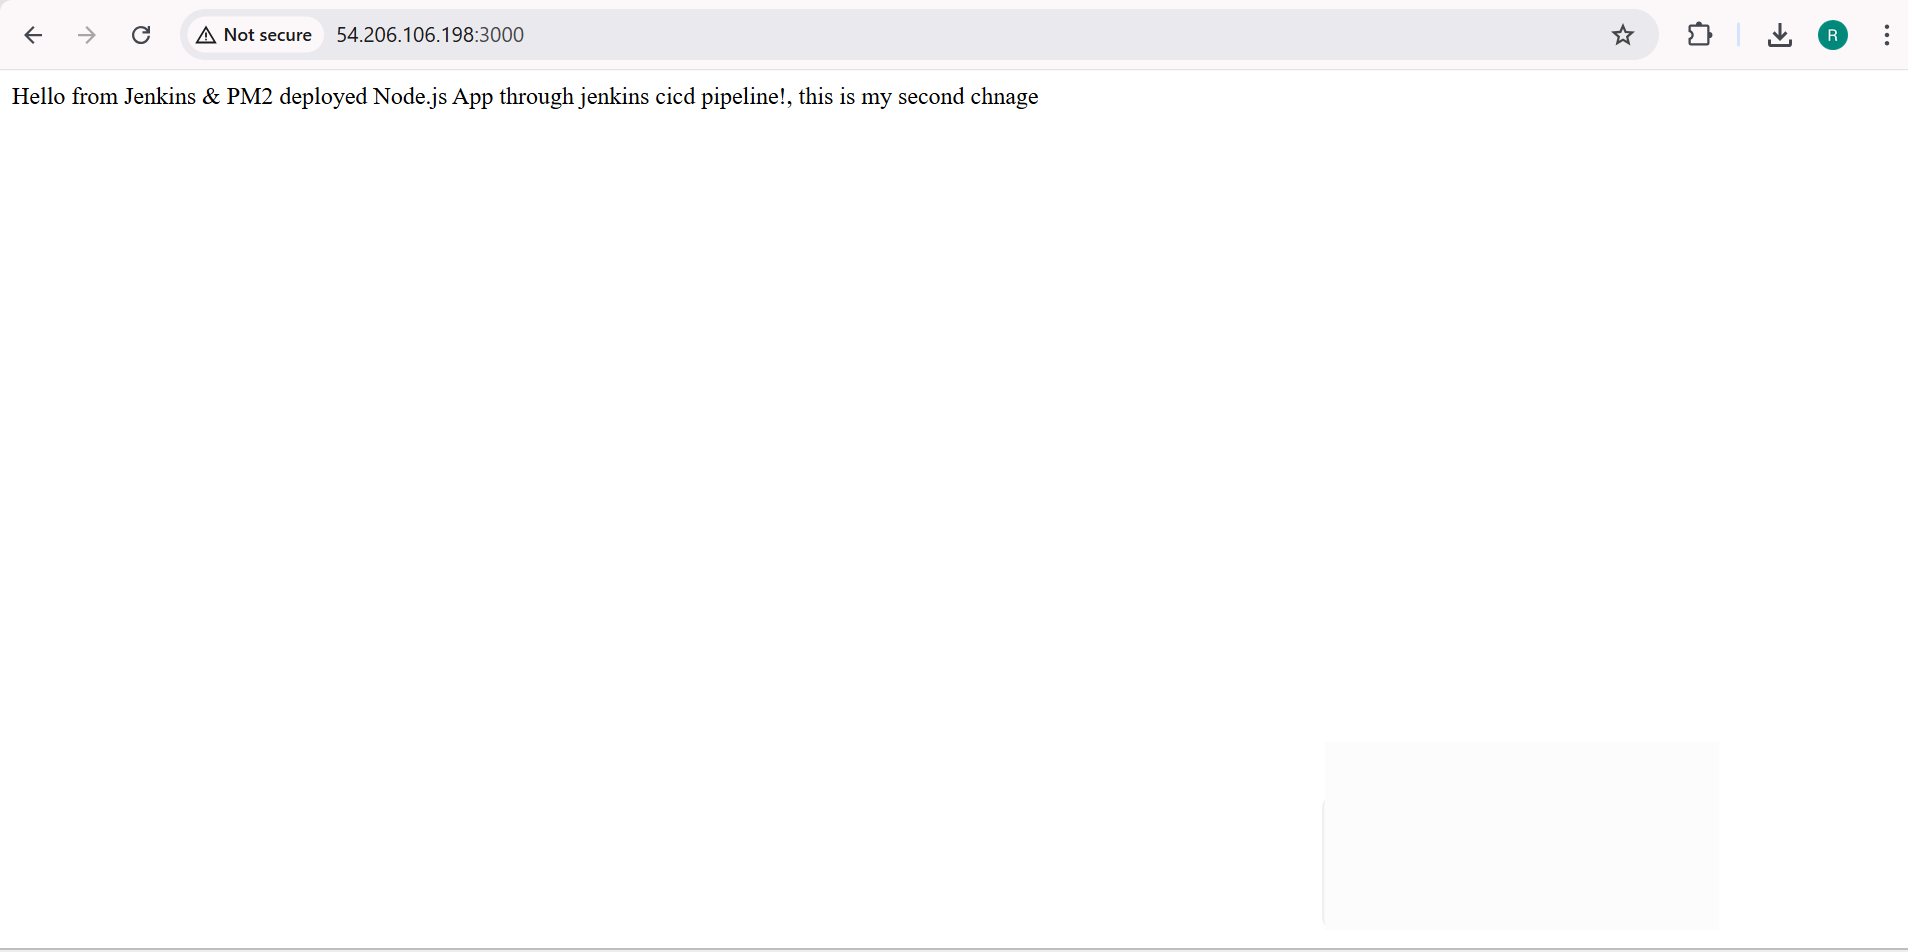 Not secure
54.206.106.198:3000
R
Hello from Jenkins & PM2 deployed Node.js App through jenkins cicd pipeline!, this is my second chnage